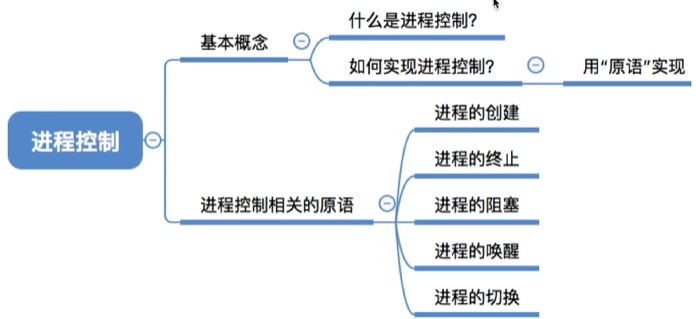 什么是进程控制?
基本概念
如何实现进程控制?
用“原语”实现
进程控制
进程的创建
进程的终止
进程控制相关的原语
进程的阻塞
进程的唤醒
进程的切换